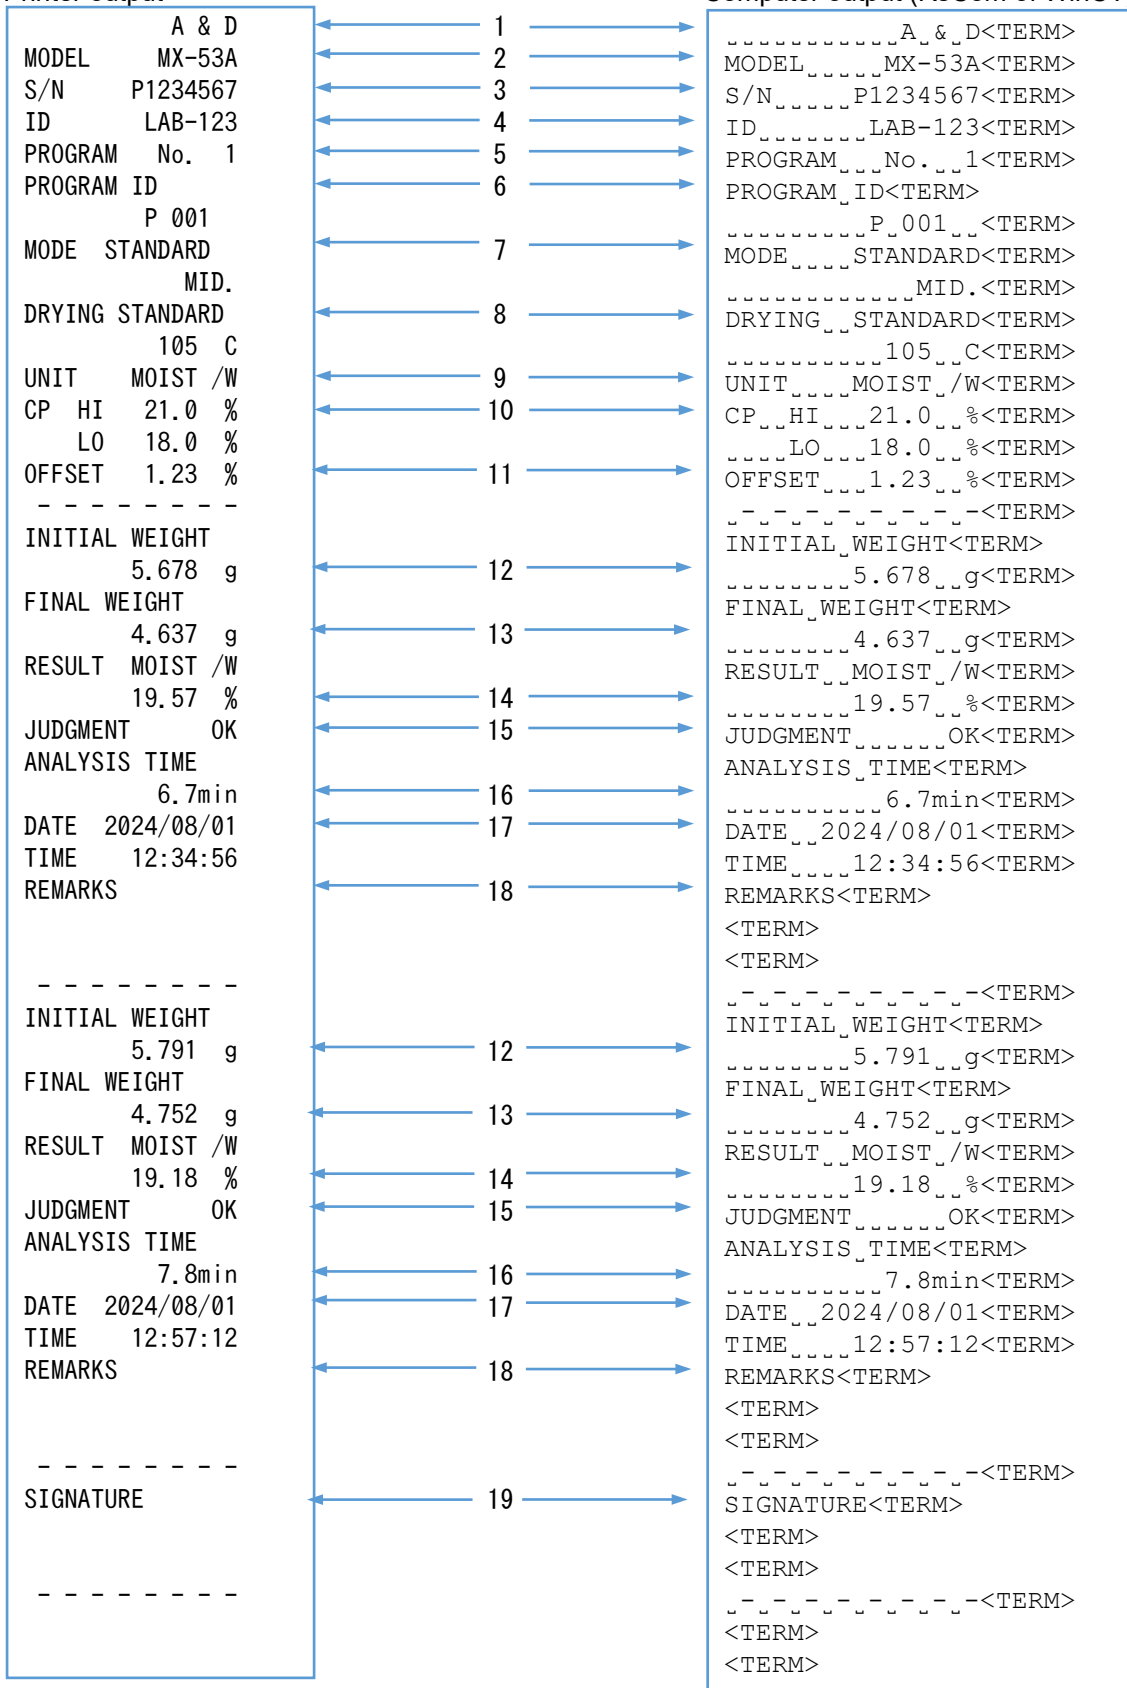 A & D
MODEL     MX-53A
S/N     P1234567
ID       LAB-123
PROGRAM   No.  1
PROGRAM ID
P 001
MODE  STANDARD
MID.
DRYING STANDARD
105  C
UNIT    MOIST /W
CP  HI   21.0  %
LO   18.0  %
OFFSET   1.23  %
- - - - - - - -
INITIAL WEIGHT
5.678  g
FINAL WEIGHT
4.637  g
RESULT  MOIST /W
19.57  %
JUDGMENT      OK
ANALYSIS TIME
6.7min
DATE  2024/08/01
TIME    12:34:56
REMARKS
- - - - - - - -
INITIAL WEIGHT
5.791  g
FINAL WEIGHT
4.752  g
RESULT  MOIST /W
19.18  %
JUDGMENT      OK
ANALYSIS TIME
7.8min
DATE  2024/08/01
TIME    12:57:12
REMARKS
- - - - - - - -
SIGNATURE
- - - - - - - -
1
2
3
4
5
6
7
8
9
10
11
12
13
14
15
16
17
18
12
13
14
15
16
17
18
19
␣␣␣␣␣␣␣␣␣␣␣A␣&␣D<TERM>
MODEL␣␣␣␣␣MX-53A<TERM>
S/N␣␣␣␣␣P1234567<TERM>
ID␣␣␣␣␣␣␣LAB-123<TERM>
PROGRAM␣␣␣No.␣␣1<TERM>
PROGRAM␣ID<TERM>
␣␣␣␣␣␣␣␣␣P␣001␣␣<TERM>
MODE␣␣␣␣STANDARD<TERM>
␣␣␣␣␣␣␣␣␣␣␣␣MID.<TERM>
DRYING␣␣STANDARD<TERM>
␣␣␣␣␣␣␣␣␣␣105␣␣C<TERM>
UNIT␣␣␣␣MOIST␣/W<TERM>
CP␣␣HI␣␣␣21.0␣␣%<TERM>
␣␣␣␣LO␣␣␣18.0␣␣%<TERM>
OFFSET␣␣␣1.23␣␣%<TERM>
␣-␣-␣-␣-␣-␣-␣-␣-<TERM>
INITIAL␣WEIGHT<TERM>
␣␣␣␣␣␣␣␣5.678␣␣g<TERM>
FINAL␣WEIGHT<TERM>
␣␣␣␣␣␣␣␣4.637␣␣g<TERM>
RESULT␣␣MOIST␣/W<TERM>
␣␣␣␣␣␣␣␣19.57␣␣%<TERM>
JUDGMENT␣␣␣␣␣␣OK<TERM>
ANALYSIS␣TIME<TERM>
␣␣␣␣␣␣␣␣␣␣6.7min<TERM>
DATE␣␣2024/08/01<TERM>
TIME␣␣␣␣12:34:56<TERM>
REMARKS<TERM>
<TERM>
<TERM>
␣-␣-␣-␣-␣-␣-␣-␣-<TERM>
INITIAL␣WEIGHT<TERM>
␣␣␣␣␣␣␣␣5.791␣␣g<TERM>
FINAL␣WEIGHT<TERM>
␣␣␣␣␣␣␣␣4.752␣␣g<TERM>
RESULT␣␣MOIST␣/W<TERM>
␣␣␣␣␣␣␣␣19.18␣␣%<TERM>
JUDGMENT␣␣␣␣␣␣OK<TERM>
ANALYSIS␣TIME<TERM>
␣␣␣␣␣␣␣␣␣␣7.8min<TERM>
DATE␣␣2024/08/01<TERM>
TIME␣␣␣␣12:57:12<TERM>
REMARKS<TERM>
<TERM>
<TERM>
␣-␣-␣-␣-␣-␣-␣-␣-<TERM>
SIGNATURE<TERM>
<TERM>
<TERM>
␣-␣-␣-␣-␣-␣-␣-␣-<TERM>
<TERM>
<TERM>